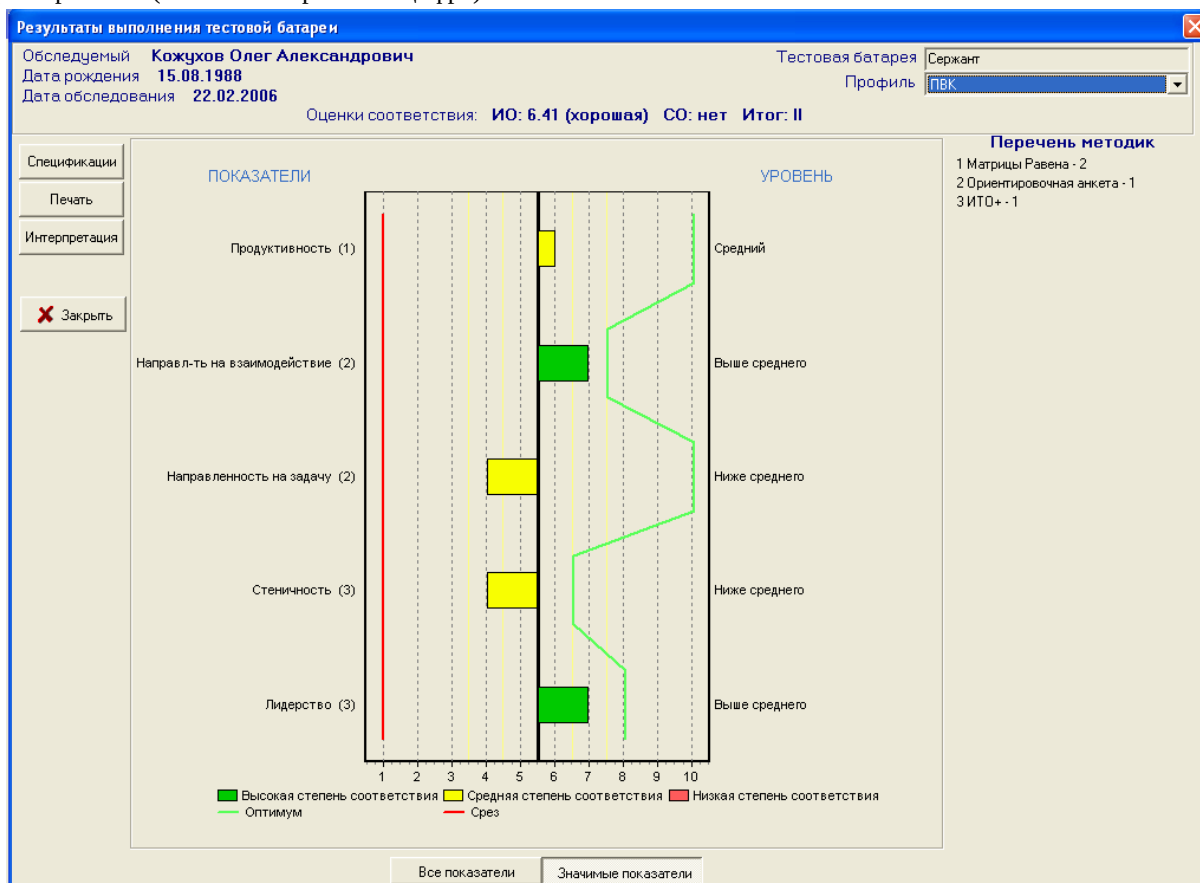 Результаты выполнения тестовой батареи
Обследуемый Кожухов Олег Александрович
Тестовая батарея Сержант
Дата рождения 15.08.1988
Профиль ПВК
Дата обследования 22.02.2006
Оценки соответствия: ИО: 6.41 (хорошая) СО: нет Итог: II
Спецификации
Печать
Интерпретация
Закрыть
ПОКАЗАТЕЛИ
УРОВЕНЬ
Продуктивность (1)
Средний
Направл-ть на взаимодействие (2)
Выше среднего
Направленность на задачу (2)
Ниже среднего
Стеничность (3)
Ниже среднего
Лидерство (3)
Выше среднего
1 2 3 4 5 6 7 8 9 10
Высокая степень соответствия Средняя степень соответствия Низкая степень соответствия
Оптимум Срез
Перечень методик
1 Матрицы Равена - 2
2 Ориентировочная анкета - 1
3 ИТО+ - 1
Все показатели Значимые показатели